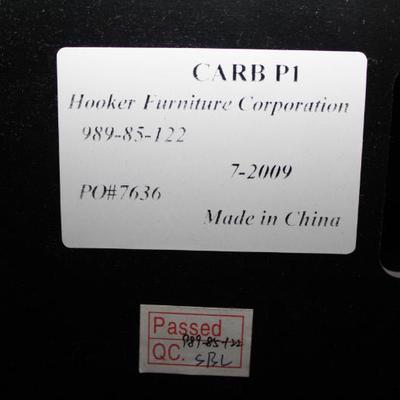 CARB P1
Hooker Furniture Corporation
989-85-122
7-2009
PO#7636
Made in China
Passed
QC. 989-85-122
SBL